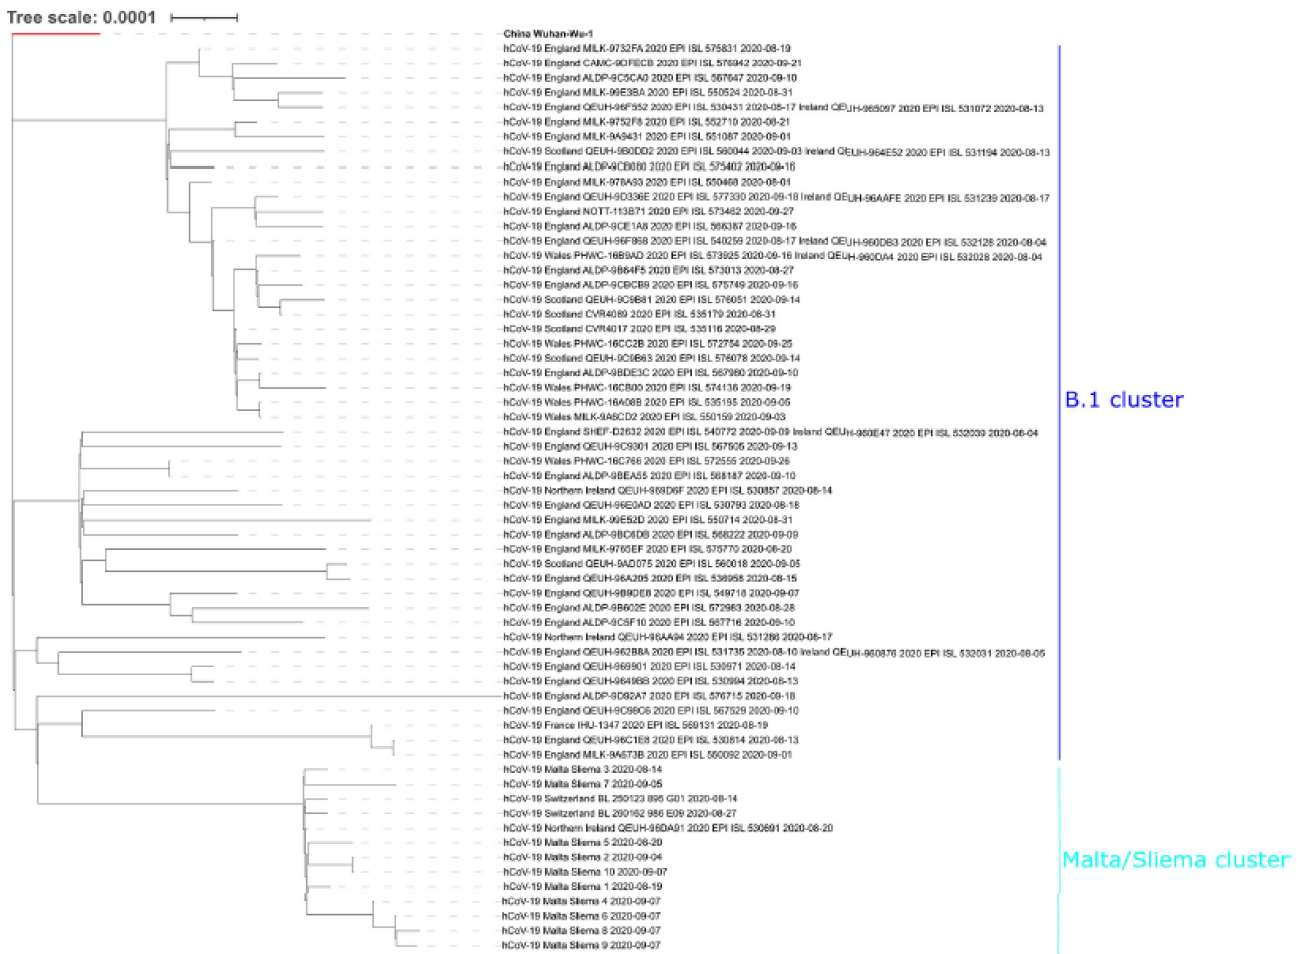 Tree scale: 0.0001
China Wuhan-Wu-1
hCoV-19 England MILK-9732FA 2020 EPI ISL 575831 2020-08-19
hCoV-19 England CAMC-9DFECB 2020 EPI ISL 576942 2020-09-21
hCoV-19 England ALDP-9C5CA0 2020 EPI ISL 567647 2020-09-10
hCoV-19 England MILK-99E3BA 2020 EPI ISL 550524 2020-08-31
hCoV-19 England QEUH-96F552 2020 EPI ISL 530431 2020-08-17 Ireland QEUH-965097 2020 EPI ISL 531072 2020-08-13
hCoV-19 England MILK-9752F8 2020 EPI ISL 552710 2020-08-21
hCoV-19 England MILK-9A9431 2020 EPI ISL 551087 2020-09-01
hCoV-19 Scotland QEUH-9B0DD2 2020 EPI ISL 560044 2020-09-03 Ireland QEUH-964E52 2020 EPI ISL 531194 2020-08-13
hCoV-19 England ALDP-9CB080 2020 EPI ISL 575402 2020-09-16
hCoV-19 England MILK-978A93 2020 EPI ISL 550468 2020-08-01
hCoV-19 England QEUH-9D336E 2020 EPI ISL 577330 2020-09-18 Ireland QEUH-96AAFE 2020 EPI ISL 531239 2020-08-17
hCoV-19 England NOTT-113B71 2020 EPI ISL 573462 2020-09-27
hCoV-19 England ALDP-9CE1A8 2020 EPI ISL 566387 2020-09-16
hCoV-19 England QEUH-96F868 2020 EPI ISL 540259 2020-08-17 Ireland QEUH-960DB3 2020 EPI ISL 532128 2020-08-04
hCoV-19 Wales PHWC-16B9AD 2020 EPI ISL 573925 2020-09-16 Ireland QEUH-960DA4 2020 EPI ISL 532028 2020-08-04
hCoV-19 England ALDP-9B64F5 2020 EPI ISL 573013 2020-08-27
hCoV-19 England ALDP-9CBCB9 2020 EPI ISL 575749 2020-09-16
hCoV-19 Scotland QEUH-9C9B81 2020 EPI ISL 576051 2020-09-14
hCoV-19 Scotland CVR4089 2020 EPI ISL 535179 2020-08-31
hCoV-19 Scotland CVR4017 2020 EPI ISL 535116 2020-08-29
hCoV-19 Wales PHWC-16CC2B 2020 EPI ISL 572754 2020-09-25
hCoV-19 Scotland QEUH-9C9B63 2020 EPI ISL 576078 2020-09-14
hCoV-19 England ALDP-9BDE3C 2020 EPI ISL 567980 2020-09-10
hCoV-19 Wales PHWC-16CB00 2020 EPI ISL 574136 2020-09-19
hCoV-19 Wales PHWC-16A08B 2020 EPI ISL 535195 2020-09-05
hCoV-19 Wales MILK-9A6CD2 2020 EPI ISL 550159 2020-09-03
B.1 cluster
hCoV-19 England SHEF-D2632 2020 EPI ISL 540772 2020-09-09 Ireland QEUH-960E47 2020 EPI ISL 532039 2020-08-04
hCoV-19 England QEUH-9C9301 2020 EPI ISL 567505 2020-09-13
hCoV-19 Wales PHWC-16C766 2020 EPI ISL 572555 2020-09-26
hCoV-19 England ALDP-9BEA55 2020 EPI ISL 568187 2020-09-10
hCoV-19 Northern Ireland QEUH-969D6F 2020 EPI ISL 530857 2020-08-14
hCoV-19 England QEUH-96E0AD 2020 EPI ISL 530793 2020-08-18
hCoV-19 England MILK-99E52D 2020 EPI ISL 550714 2020-08-31
hCoV-19 England ALDP-9BC6DB 2020 EPI ISL 568222 2020-09-09
hCoV-19 England MILK-9765EF 2020 EPI ISL 575770 2020-08-20
hCoV-19 Scotland QEUH-9AD075 2020 EPI ISL 560018 2020-09-05
hCoV-19 England QEUH-96A205 2020 EPI ISL 536958 2020-08-15
hCoV-19 England QEUH-9B9DE8 2020 EPI ISL 549718 2020-09-07
hCoV-19 England ALDP-9B602E 2020 EPI ISL 572983 2020-08-28
hCoV-19 England ALDP-9C5F10 2020 EPI ISL 567716 2020-09-10
hCoV-19 Northern Ireland QEUH-96AA94 2020 EPI ISL 531286 2020-08-17
hCoV-19 England QEUH-962B8A 2020 EPI ISL 531735 2020-08-10 Ireland QEUH-960876 2020 EPI ISL 532031 2020-08-05
hCoV-19 England QEUH-969901 2020 EPI ISL 530971 2020-08-14
hCoV-19 England QEUH-9649BB 2020 EPI ISL 530994 2020-08-13
hCoV-19 England ALDP-9D92A7 2020 EPI ISL 576715 2020-09-18
hCoV-19 England QEUH-9C98C6 2020 EPI ISL 567529 2020-09-10
hCoV-19 France IHU-1347 2020 EPI ISL 569131 2020-08-19
hCoV-19 England QEUH-96C1E8 2020 EPI ISL 530814 2020-08-13
hCoV-19 England MILK-9A673B 2020 EPI ISL 550092 2020-09-01
hCoV-19 Malta Sliema 3 2020-08-14
hCoV-19 Malta Sliema 7 2020-09-05
hCoV-19 Switzerland BL 250123 895 G01 2020-08-14
hCoV-19 Switzerland BL 260162 986 E09 2020-08-27
hCoV-19 Northern Ireland QEUH-96DA91 2020 EPI ISL 530691 2020-08-20
hCoV-19 Malta Sliema 5 2020-08-20
hCoV-19 Malta Sliema 2 2020-09-04
Malta/Sliema cluster
hCoV-19 Malta Sliema 10 2020-09-07
hCoV-19 Malta Sliema 1 2020-08-19
hCoV-19 Malta Sliema 4 2020-09-07
hCoV-19 Malta Sliema 6 2020-09-07
hCoV-19 Malta Sliema 8 2020-09-07
hCoV-19 Malta Sliema 9 2020-09-07